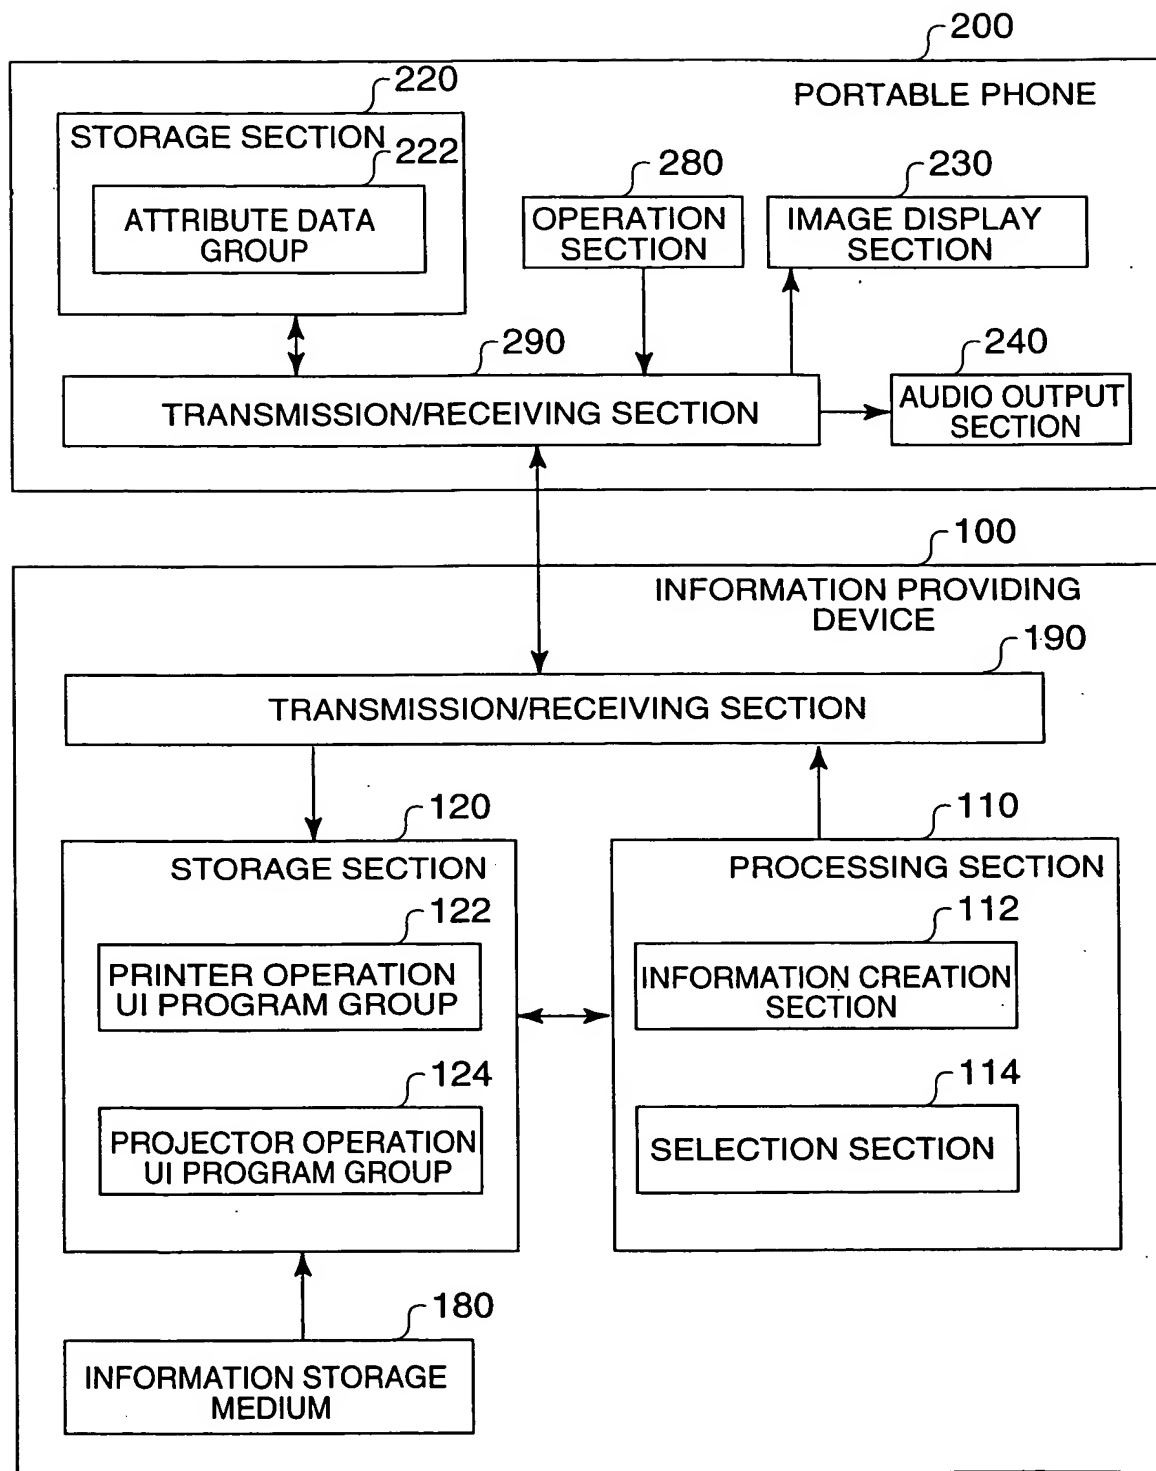 200
PORTABLE PHONE
220
STORAGE SECTION
222
ATTRIBUTE DATA
GROUP
280
OPERATION
SECTION
230
IMAGE DISPLAY
SECTION
290
TRANSMISSION/RECEIVING SECTION
240
AUDIO OUTPUT
SECTION
100
INFORMATION PROVIDING
DEVICE
190
TRANSMISSION/RECEIVING SECTION
120
STORAGE SECTION
122
PRINTER OPERATION
UI PROGRAM GROUP
124
PROJECTOR OPERATION
UI PROGRAM GROUP
110
PROCESSING SECTION
112
INFORMATION CREATION
SECTION
114
SELECTION SECTION
180
INFORMATION STORAGE
MEDIUM